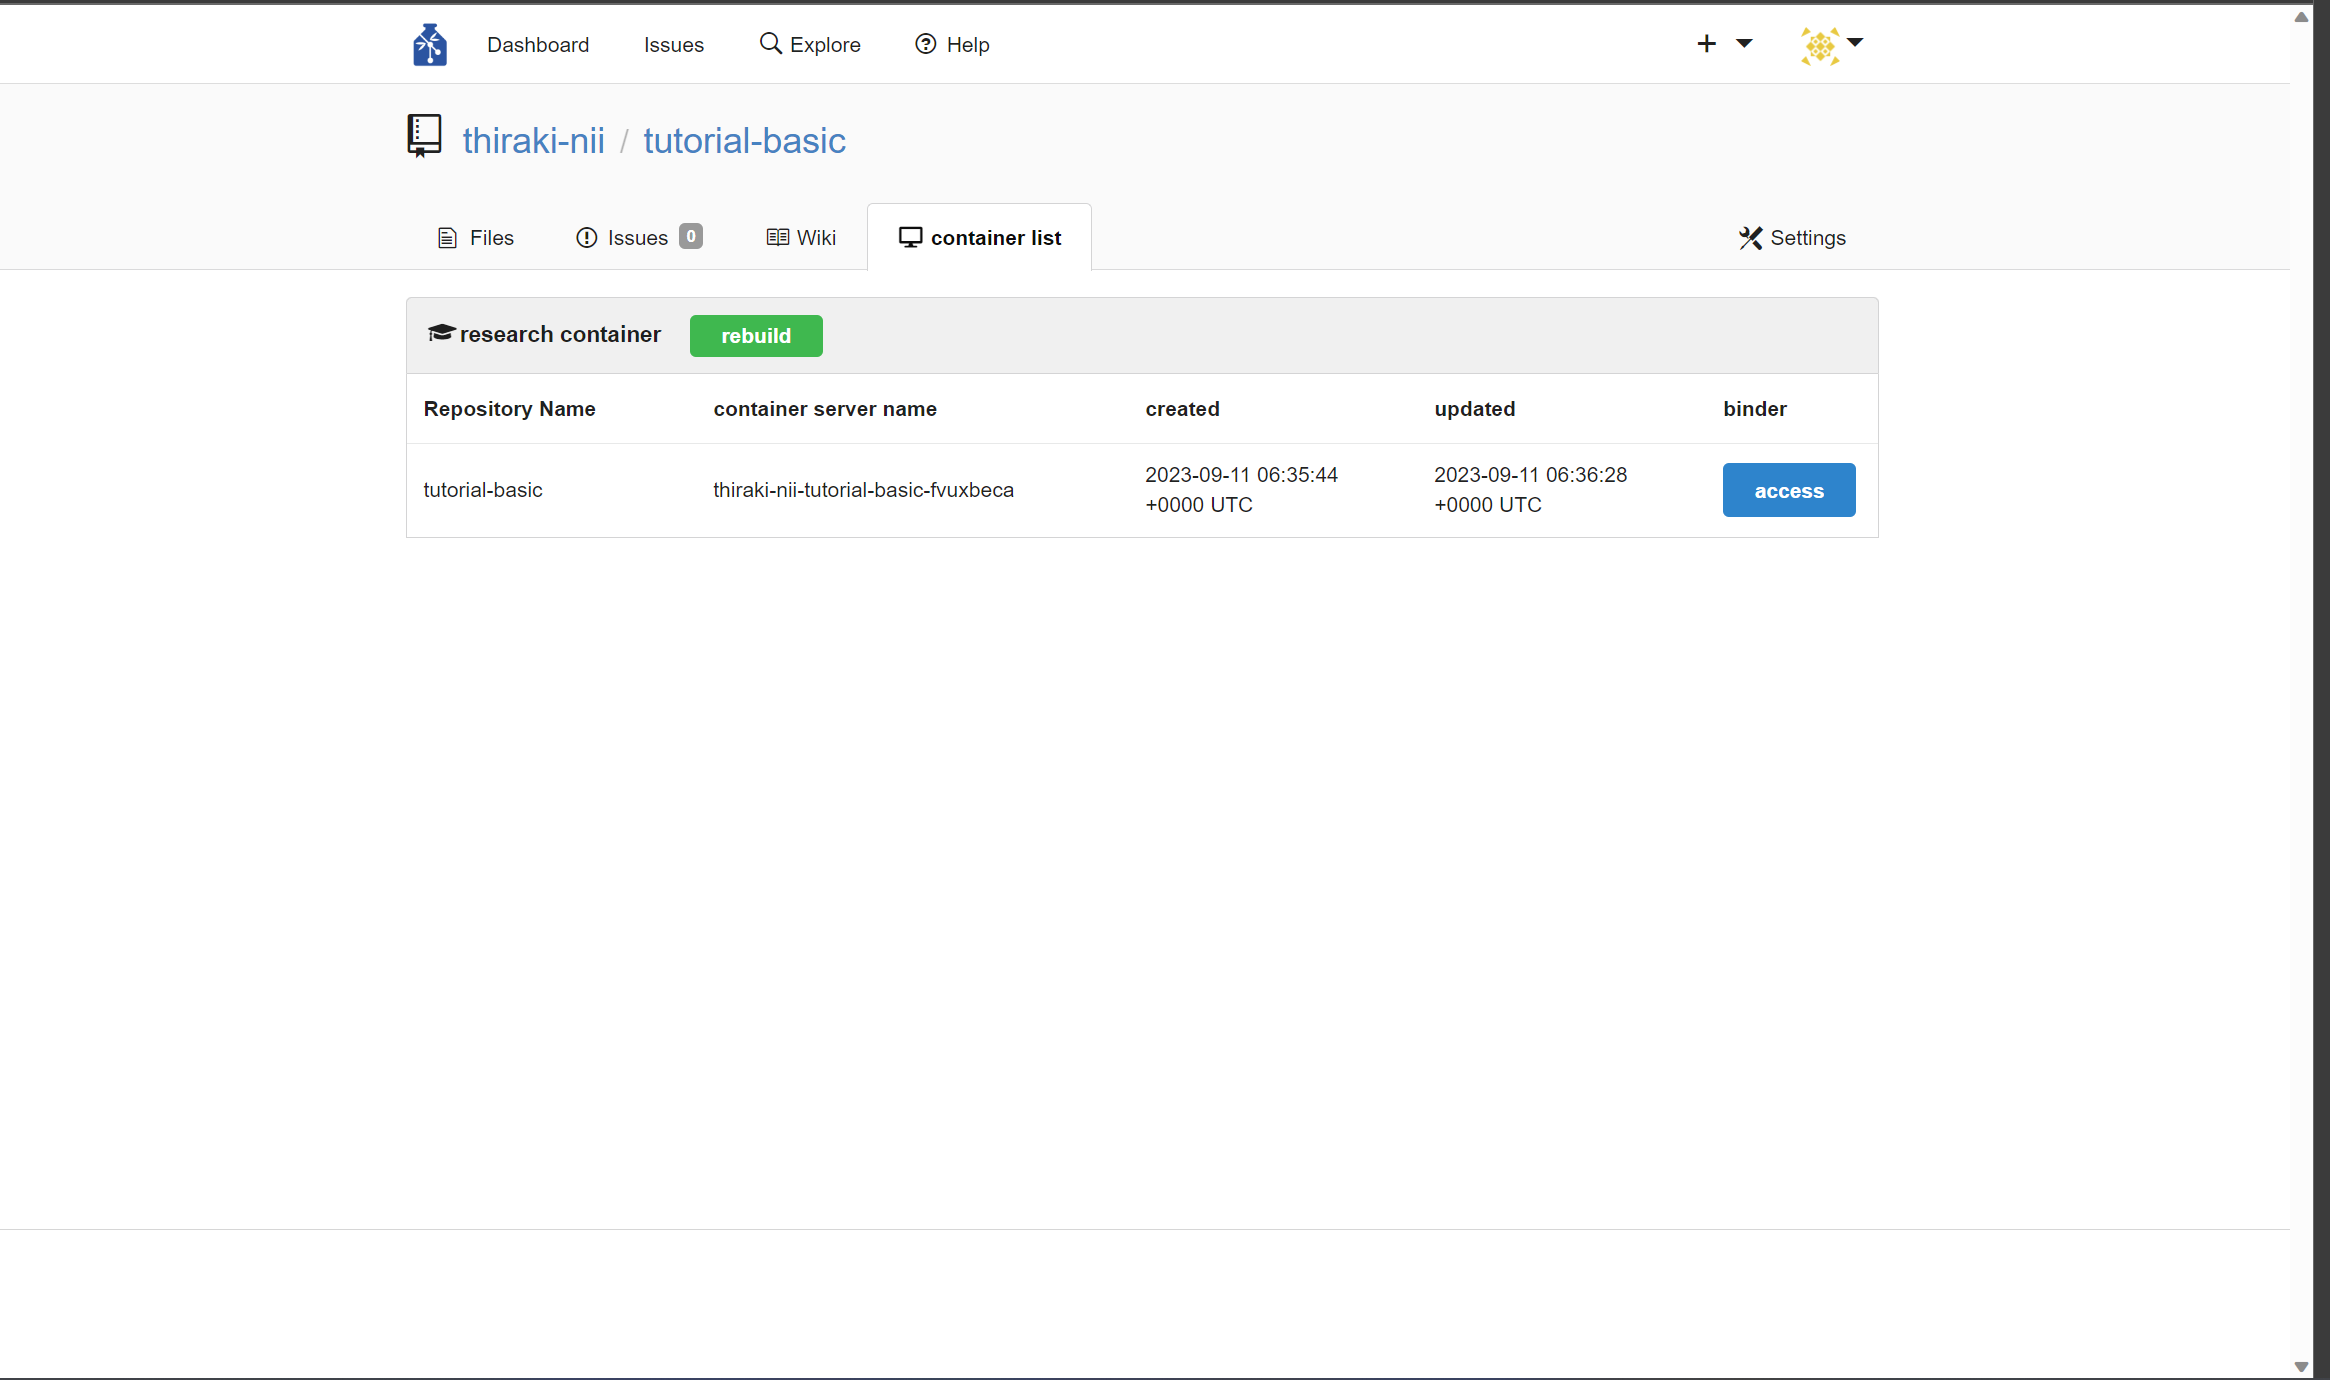 Dashboard Issues Explore Help
thiraki-nii / tutorial-basic
Files Issues 0 Wiki container list Settings
research container rebuild
Repository Name container server name created updated binder
tutorial-basic thiraki-nii-tutorial-basic-fvuxbeca 2023-09-11 06:35:44 2023-09-11 06:36:28 access
+0000 UTC +0000 UTC